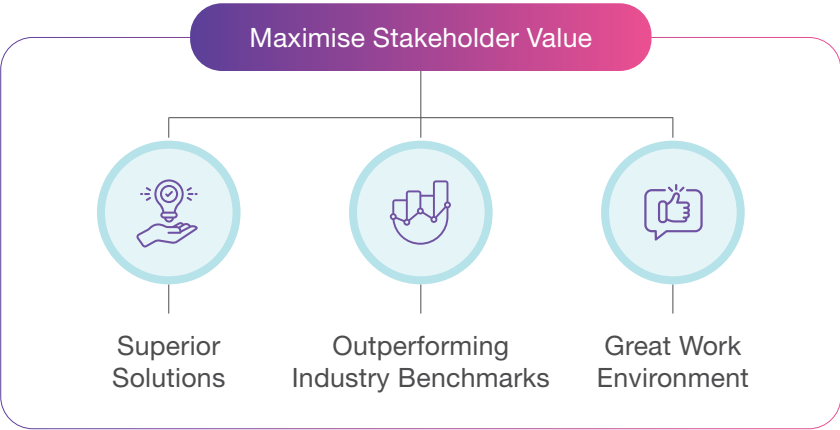 Maximise Stakeholder Value
Superior
Solutions
Outperforming
Industry Benchmarks
Great Work
Environment